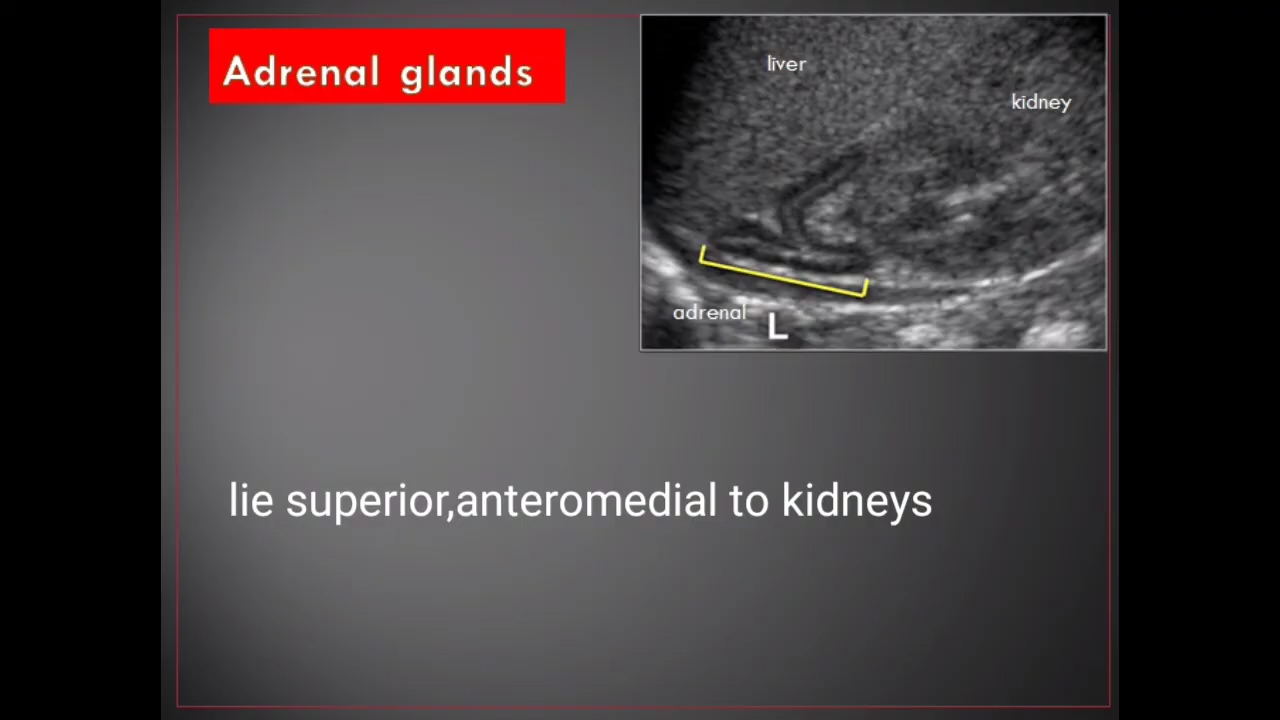 Adrenal glands
liver
kidney
adrenal
L
lie superior,anteromedial to kidneys